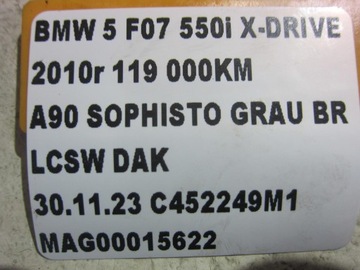 BMW 5 F07 550i X-DRIVE
2010r 119 000KM
A90 SOPHISTO GRAU BR
LCSW DAK
30.11.23 C452249M1
MAG00015622